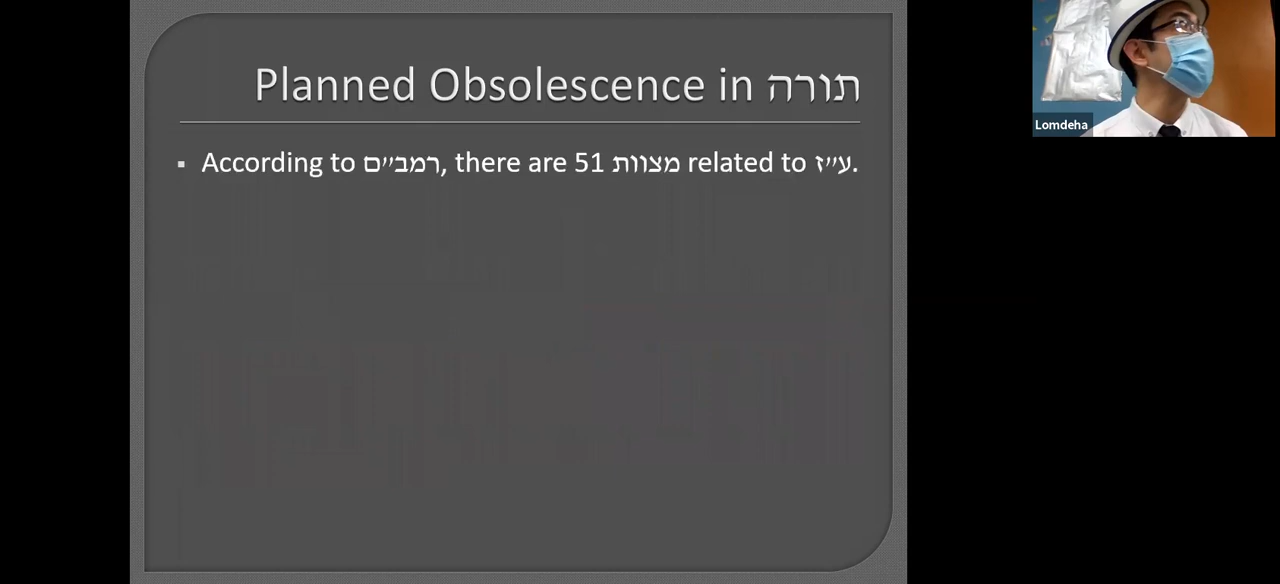 Planned Obsolescence in תורה
▪ According to רמב״ם, there are 51 מצוות related to ע״ז.
Lomdeha